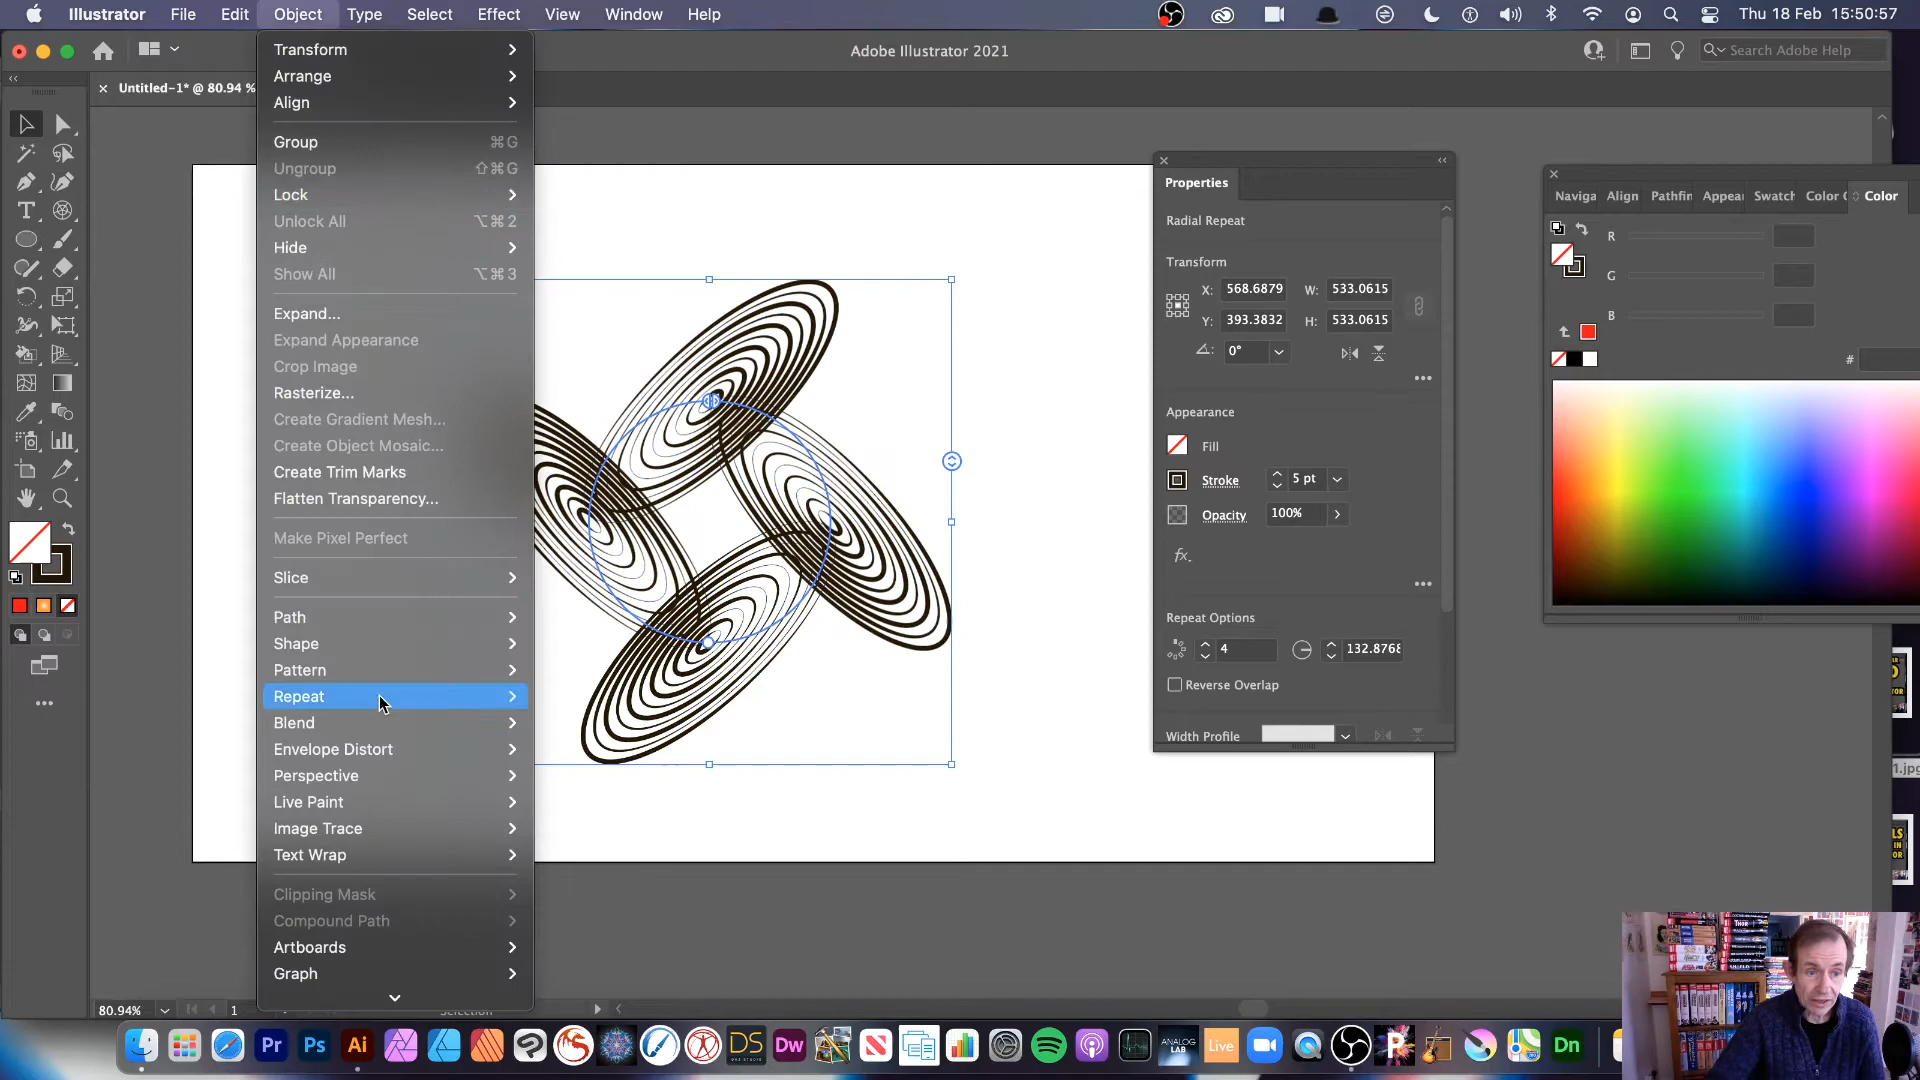 Illustrator File Edit Object Type Select Effect View Window Help
Thu 18 Feb 15:50:57
Adobe Illustrator 2021
Search Adobe Help
Untitled-1* @ 80.94 %
Transform
Arrange
Align
Group ⌘G
Ungroup ⇧⌘G
Lock
Unlock All ⌥⌘2
Hide
Show All ⌥⌘3
Expand...
Expand Appearance
Crop Image
Rasterize...
Create Gradient Mesh...
Create Object Mosaic...
Create Trim Marks
Flatten Transparency...
Make Pixel Perfect
Slice
Path
Shape
Pattern
Repeat
Blend
Envelope Distort
Perspective
Live Paint
Image Trace
Text Wrap
Clipping Mask
Compound Path
Artboards
Graph
Properties
Radial Repeat
Transform
X: 568.6879 W: 533.0615
Y: 393.3832 H: 533.0615
0°
Appearance
Fill
Stroke 5 pt
Opacity 100%
fx.
Repeat Options
4 132.8768
Reverse Overlap
Width Profile
Naviga Align Pathfin Appear Swatch Color Color
R
G
B
#
1.jpg
80.94% 1
Pr Ps Ai DS Dw ANALOG LAB Live P Dn